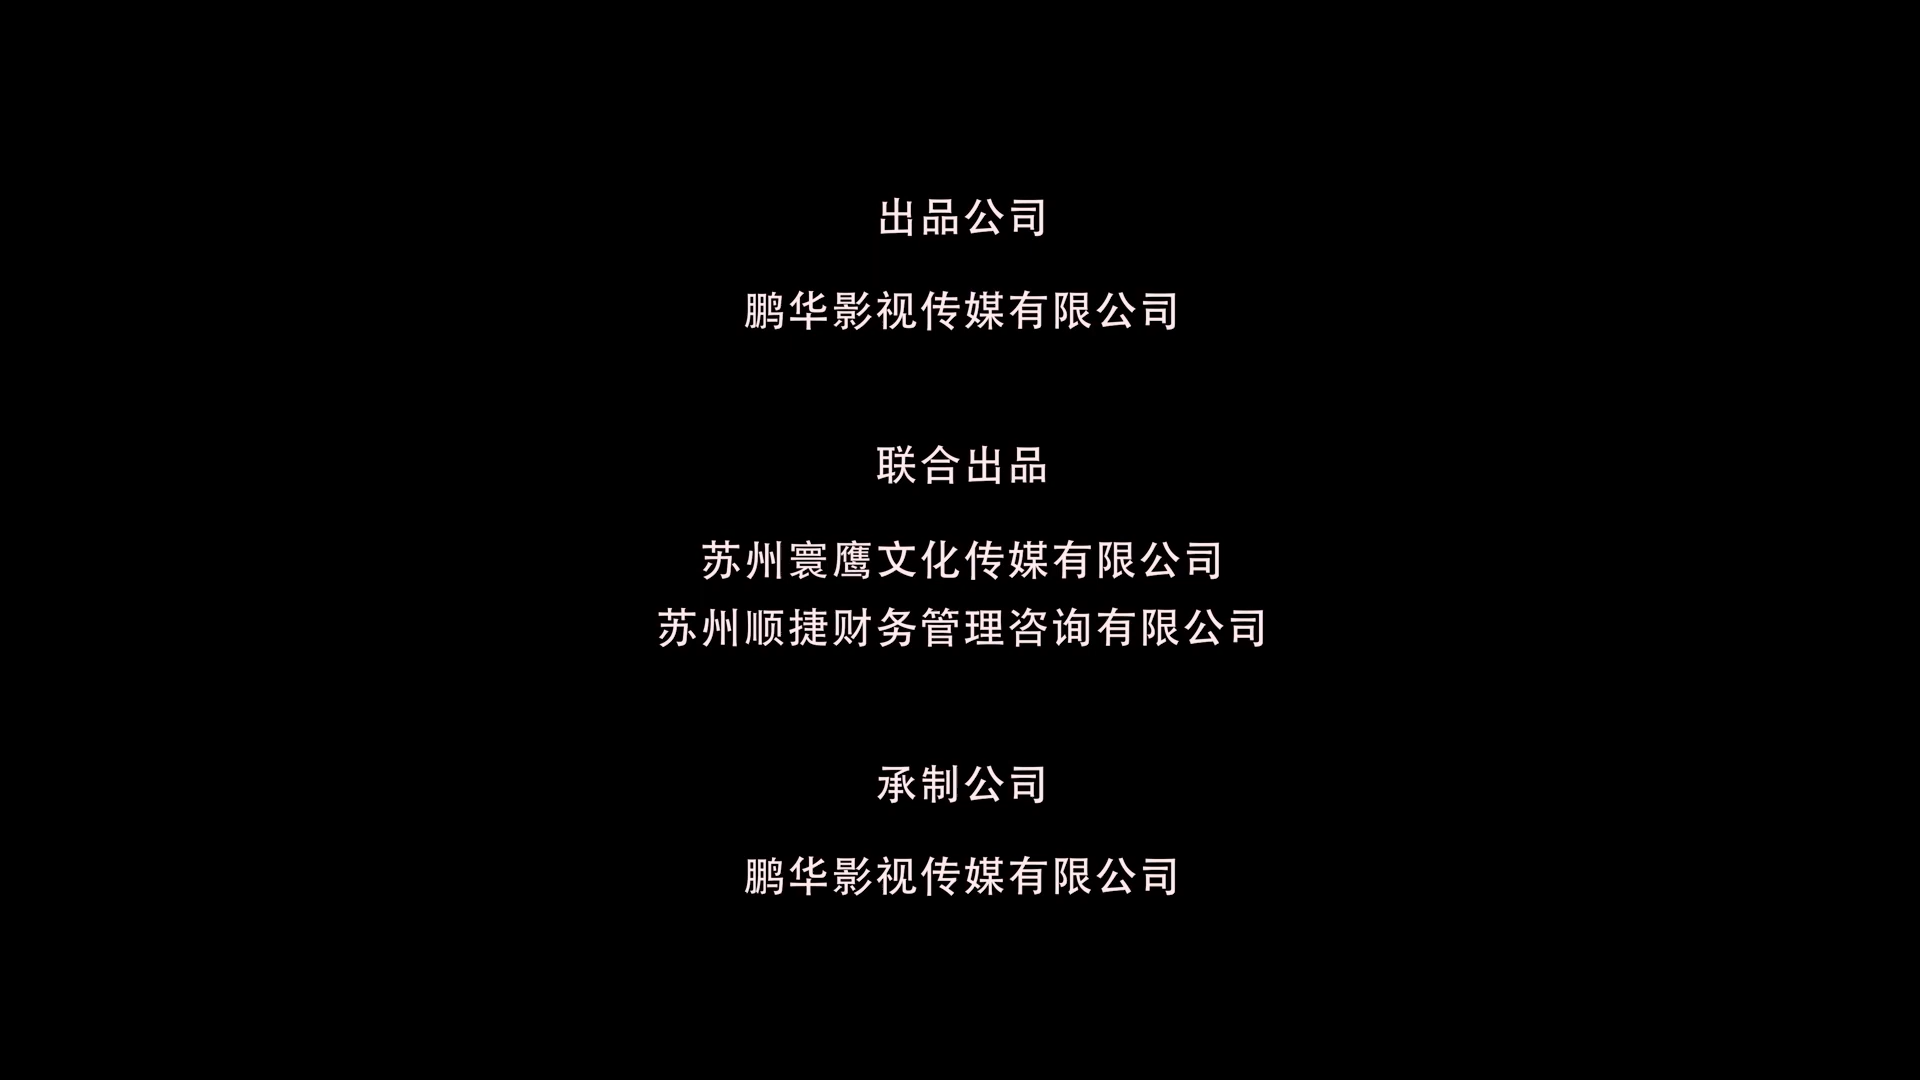 出品公司
鹏华影视传媒有限公司
联合出品
苏州寰鹰文化传媒有限公司
苏州顺捷财务管理咨询有限公司
承制公司
鹏华影视传媒有限公司